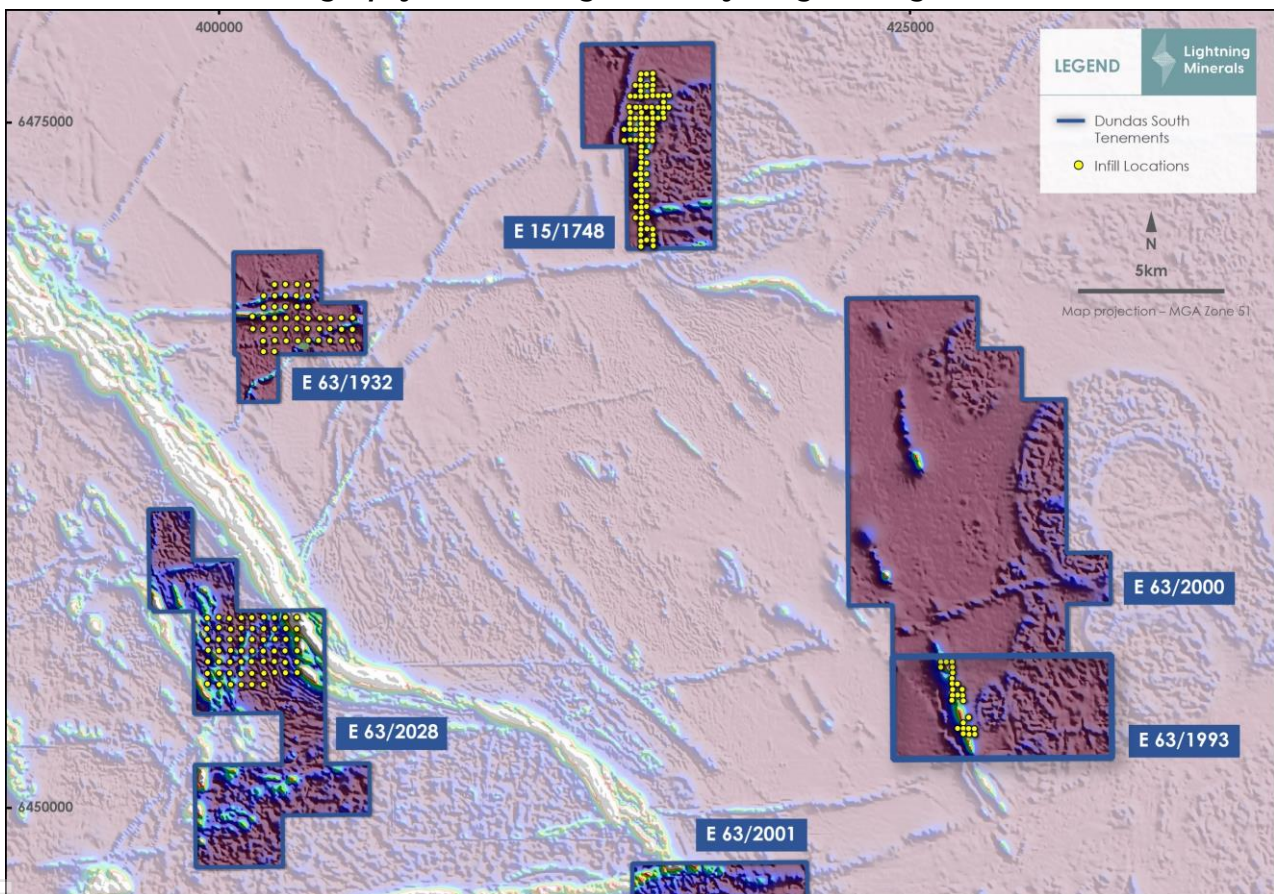 400000
425000
LEGEND
Lightning
Minerals
Dundas South
Tenements
Infill Locations
6475000
N
5km
Map projection – MGA Zone 51
E 15/1748
E 63/1932
E 63/2000
E 63/2028
E 63/1993
6450000
E 63/2001